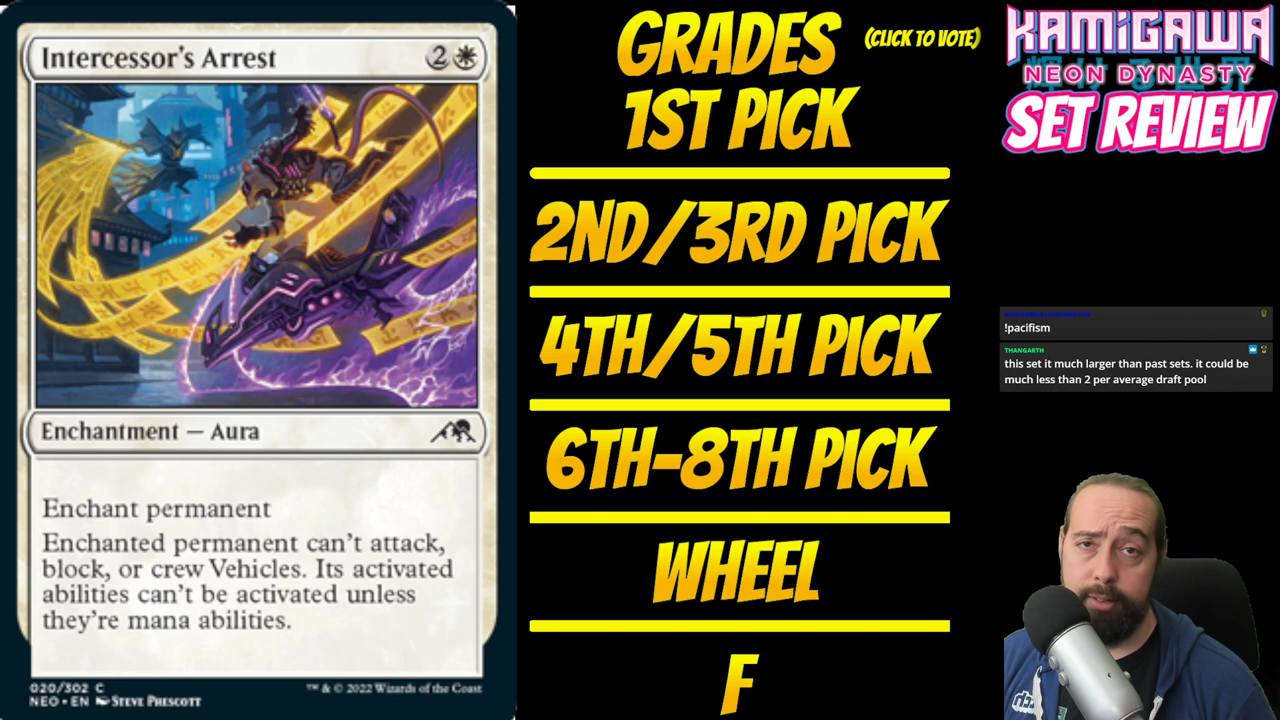 Intercessor's Arrest
2
Enchantment — Aura
Enchant permanent
Enchanted permanent can't attack,
block, or crew Vehicles. Its activated
abilities can't be activated unless
they're mana abilities.
020/302 C
NEO • EN STEVE PRESCOTT
™ & © 2022 Wizards of the Coast
GRADES
(CLICK TO VOTE)
1ST PICK
2ND/3RD PICK
4TH/5TH PICK
6TH-8TH PICK
WHEEL
F
KAMIGAWA
NEON DYNASTY
SET REVIEW
!pacifism
THANGARTH
this set it much larger than past sets. it could be
much less than 2 per average draft pool